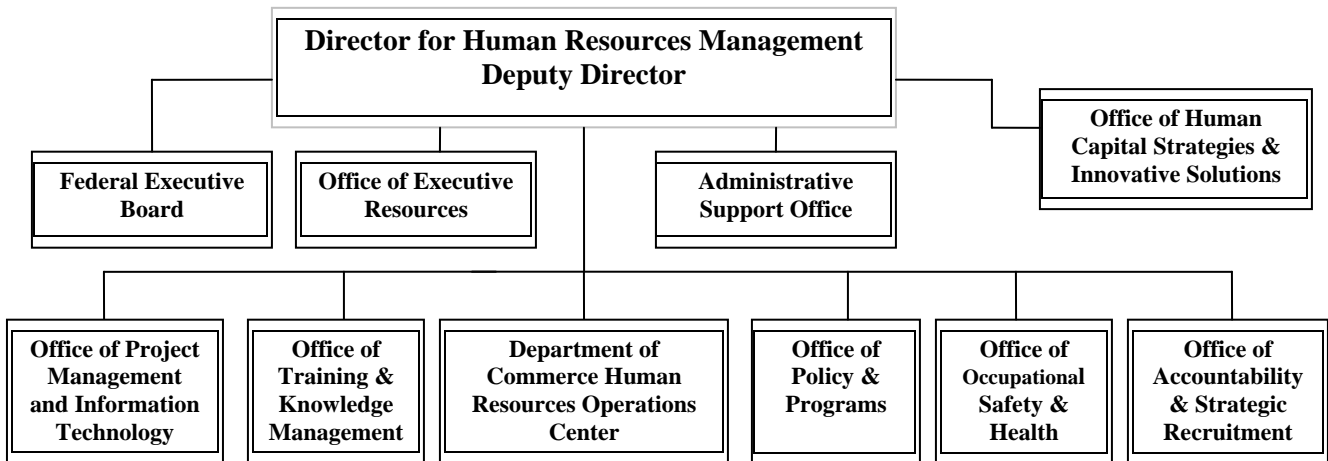 Director for Human Resources Management
Deputy Director
Office of Human
Capital Strategies &
Innovative Solutions
Federal Executive
Board
Office of Executive
Resources
Administrative
Support Office
Office of Project
Management
and Information
Technology
Office of
Training &
Knowledge
Management
Department of
Commerce Human
Resources Operations
Center
Office of
Policy &
Programs
Office of
Occupational
Safety &
Health
Office of
Accountability
& Strategic
Recruitment